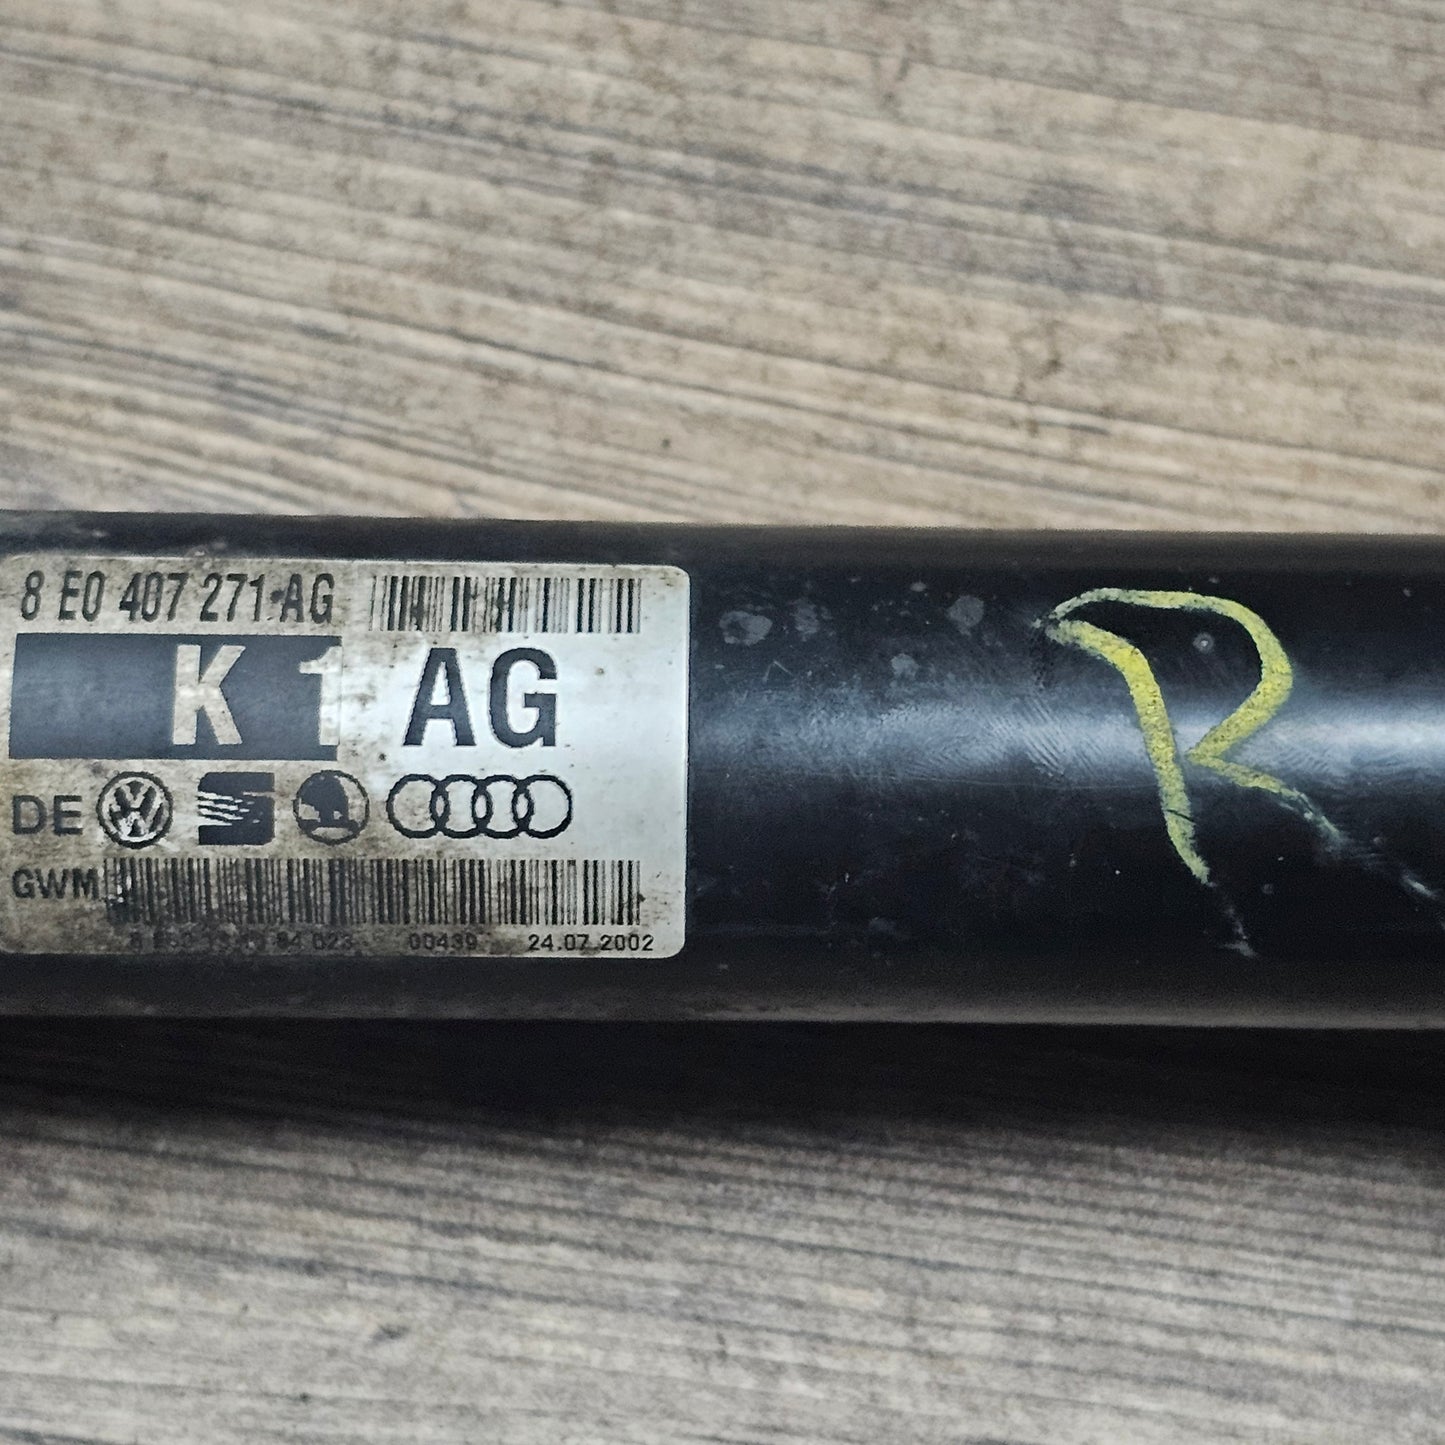 8 E0 407 271 AG
K 1 AG
DE
GWM
00439 24.07.2002
R